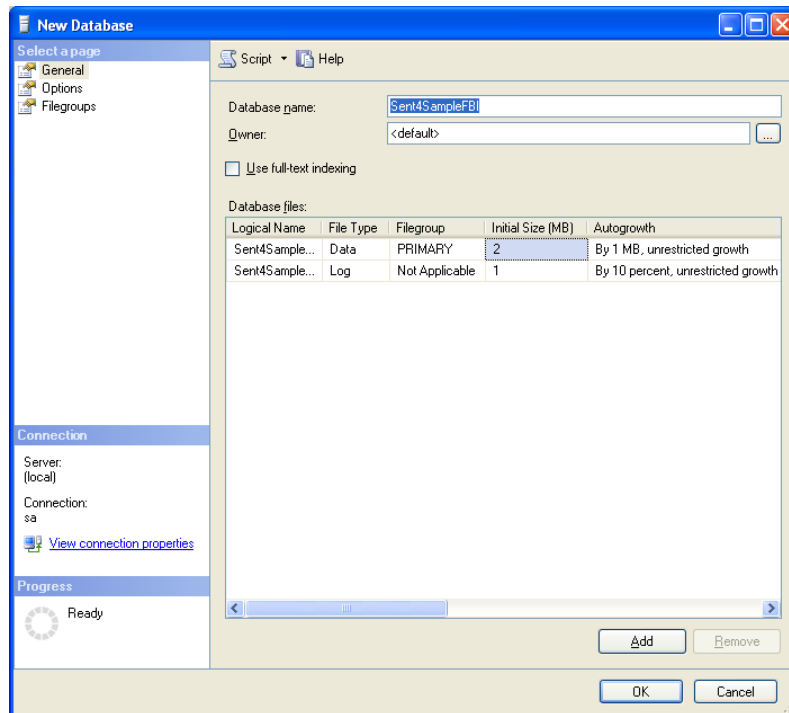 New Database
Select a page
General
Options
Filegroups
Script Help
Database name: Sent4SampleFBI
Owner: <default> ...
Use full-text indexing
Database files:
Logical Name File Type Filegroup Initial Size (MB) Autogrowth
Sent4Sample... Data PRIMARY 2 By 1 MB, unrestricted growth
Sent4Sample... Log Not Applicable 1 By 10 percent, unrestricted growth
Connection
Server:
(local)
Connection:
sa
View connection properties
Progress
Ready
Add Remove
OK Cancel